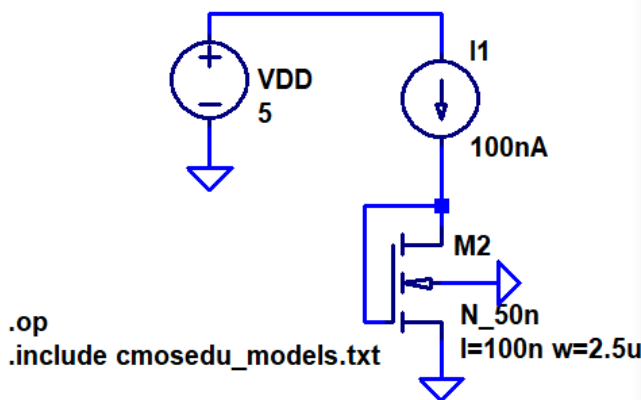 I1
VDD
5
100nA
M2
N_50n
l=100n w=2.5u
.op
.include cmosedu_models.txt